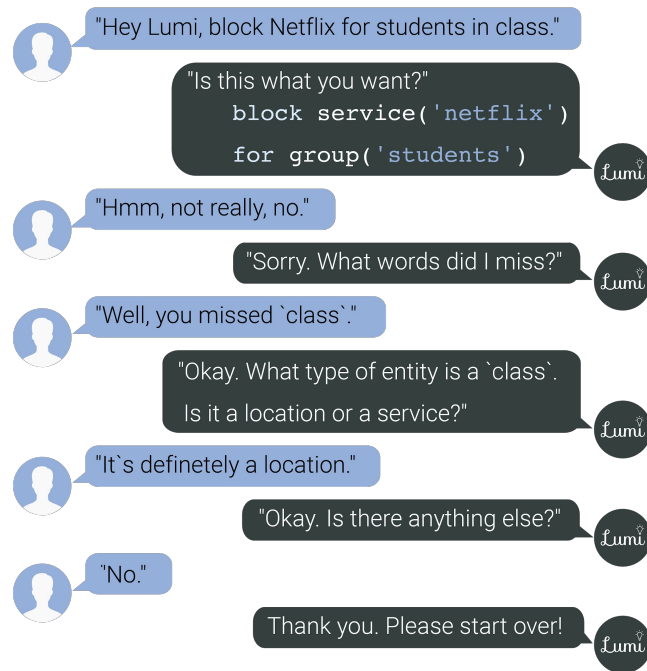 "Hey Lumi, block Netflix for students in class."
"Is this what you want?"
block service('netflix')
for group('students')
Lumi
"Hmm, not really, no."
"Sorry. What words did I miss?"
Lumi
"Well, you missed `class`."
"Okay. What type of entity is a `class`.
Is it a location or a service?"
Lumi
"It`s definetely a location."
"Okay. Is there anything else?"
Lumi
"No."
Thank you. Please start over!
Lumi